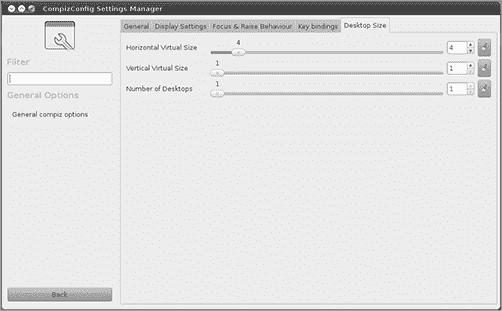 CompizConfig Settings Manager
Filter
General Options
General compiz options
Back
General Display Settings Focus & Raise Behaviour Key bindings Desktop Size
Horizontal Virtual Size 4 4
Vertical Virtual Size 1 1
Number of Desktops 1 1